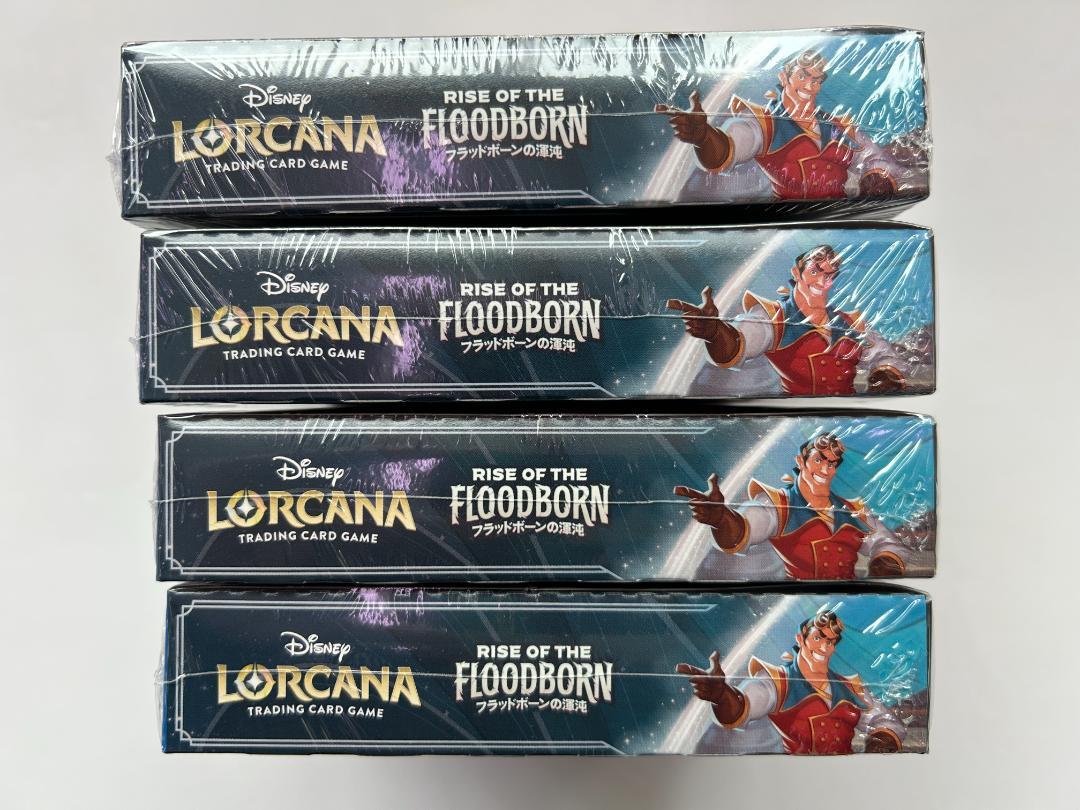 Disney
LORCANA
TRADING CARD GAME
RISE OF THE
FLOODBORN
フラッドボーンの渾沌
Disney
LORCANA
TRADING CARD GAME
RISE OF THE
FLOODBORN
フラッドボーンの渾沌
Disney
LORCANA
TRADING CARD GAME
RISE OF THE
FLOODBORN
フラッドボーンの渾沌
Disney
LORCANA
TRADING CARD GAME
RISE OF THE
FLOODBORN
フラッドボーンの渾沌